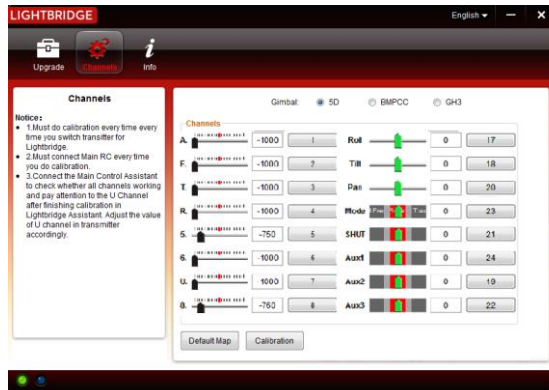 LIGHTBRIDGE
English
Upgrade
Channels
Info
Channels
Notice:
1.Must do calibration every time every
time you switch transitter for
Lightbridge.
2.Must connect Main RC every time
you do calibration.
3.Connect the Main Control Assistant
to check whether all channels working
and pay attention to the U Channel
after finishing calibration in
Lightbridge Assistant. Adjust the value
of U channel in transmitter
accordingly.
Gimbal: 5D BMPCC GH3
Channels
A. -1000 1 Roll 0 17
E. -1000 2 Tilt 0 18
T. -1000 3 Pan 0 20
R. -1000 4 Mode 0 23
5. -750 5 SHUT 0 21
6. -1000 6 Aux1 0 24
U. 1000 7 Aux2 0 19
8. -750 8 Aux3 0 22
Default Map
Calibration